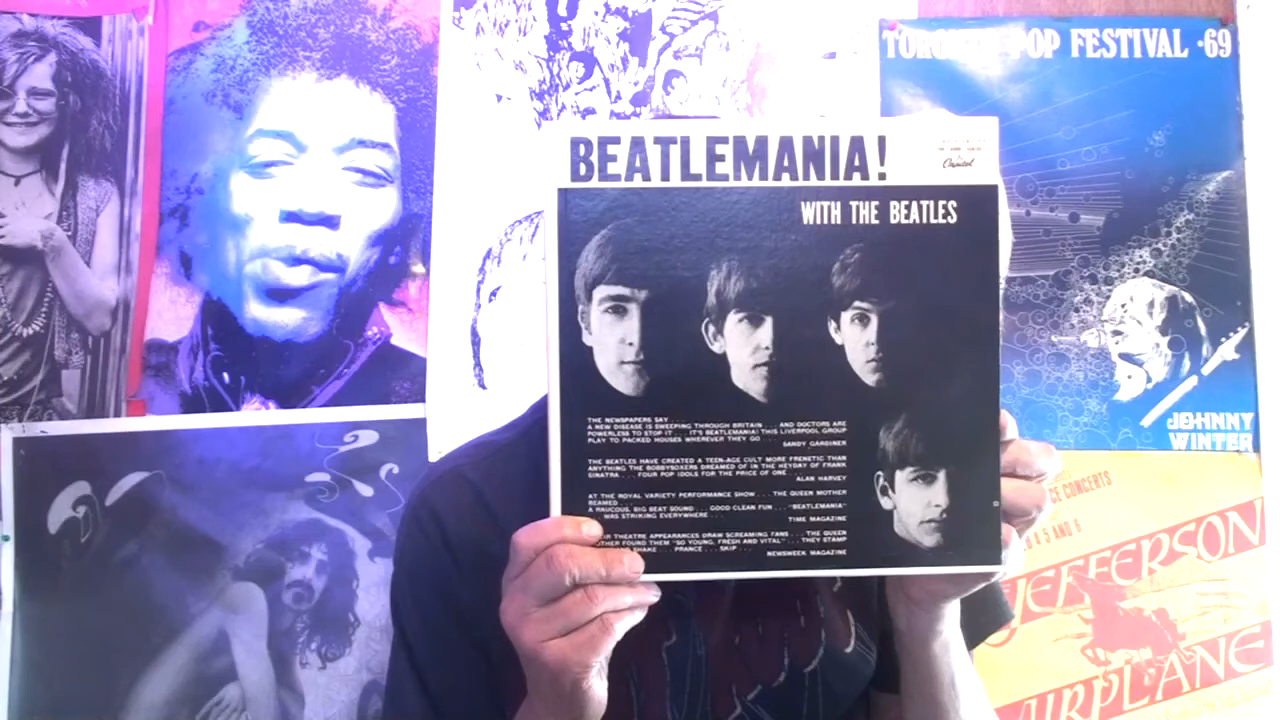 TORONTO POP FESTIVAL ·69
BEATLEMANIA!
Capitol
WITH THE BEATLES
THE NEWSPAPERS SAY . . .
A NEW DISEASE IS SWEEPING THROUGH BRITAIN . . . AND DOCTORS ARE
POWERLESS TO STOP IT . . . IT'S BEATLEMANIA! THIS LIVERPOOL GROUP
PLAY TO PACKED HOUSES WHEREVER THEY GO . . .
SANDY GARDINER
THE BEATLES HAVE CREATED A TEEN-AGE CULT MORE FRENETIC THAN
ANYTHING THE BOBBYSOXERS DREAMED OF IN THE HEYDAY OF FRANK
SINATRA . . . FOUR POP IDOLS FOR THE PRICE OF ONE . . .
ALAN HARVEY
AT THE ROYAL VARIETY PERFORMANCE SHOW . . . THE QUEEN MOTHER
BEAMED . . .
A RAUCOUS, BIG BEAT SOUND . . . GOOD CLEAN FUN . . . "BEATLEMANIA"
WAS STRIKING EVERYWHERE . . .
TIME MAGAZINE
THEATRE APPEARANCES DRAW SCREAMING FANS . . . THE QUEEN
FOUND THEM "SO YOUNG, FRESH AND VITAL" . . . THEY STAMP
SHAKE . . . PRANCE . . . SKIP . . .
NEWSWEEK MAGAZINE
JOHNNY
WINTER
CONCERTS
5 AND 6
JEFFERSON
AIRPLANE